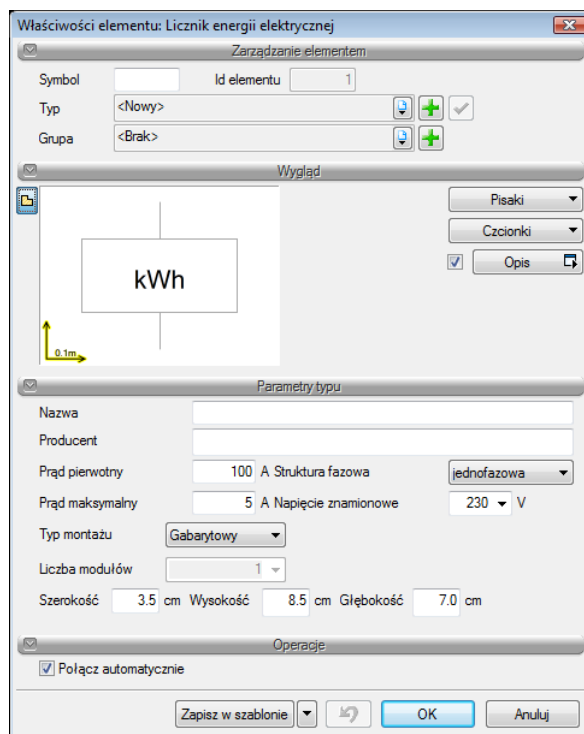 Właściwości elementu: Licznik energii elektrycznej
Zarządzanie elementem
Symbol Id elementu 1
Typ <Nowy>
Grupa <Brak>
Wygląd
Pisaki
Czcionki
Opis
kWh
0.1m
Parametry typu
Nazwa
Producent
Prąd pierwotny 100 A Struktura fazowa jednofazowa
Prąd maksymalny 5 A Napięcie znamionowe 230 V
Typ montażu Gabarytowy
Liczba modułów 1
Szerokość 3.5 cm Wysokość 8.5 cm Głębokość 7.0 cm
Operacje
Połącz automatycznie
Zapisz w szablonie OK Anuluj